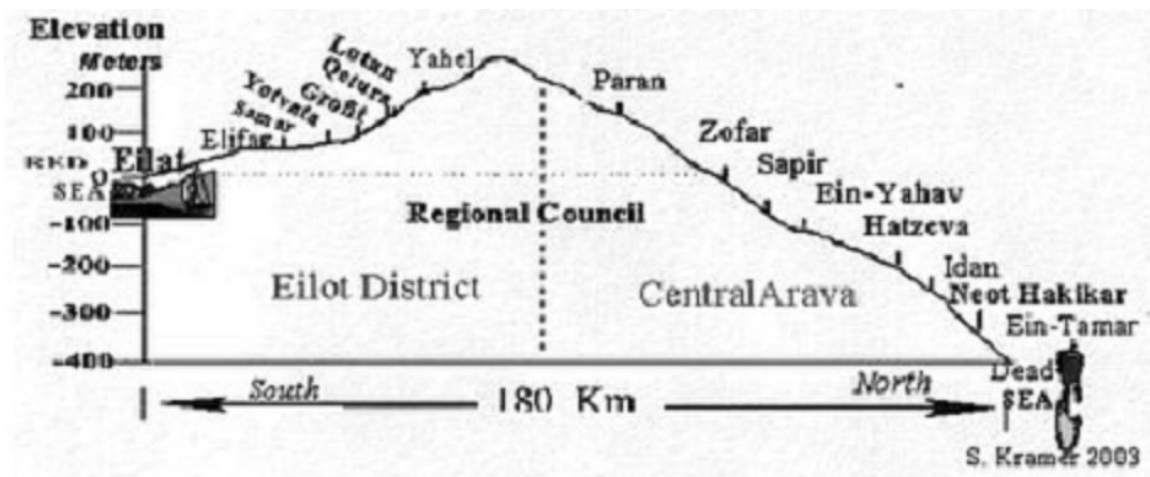 Elevation
Meters
200
100
0
-100
-200
-300
-400
RED
SEA
Eilat
Elifaz
Samar
Yotvata
Grofit
Qetura
Lotan
Yahel
Paran
Zofar
Sapir
Ein-Yahav
Hatzeva
Idan
Neot Hakikar
Ein-Tamar
Regional Council
Eilot District
Central Arava
South
180 Km
North
Dead
SEA
S. Kramer 2003